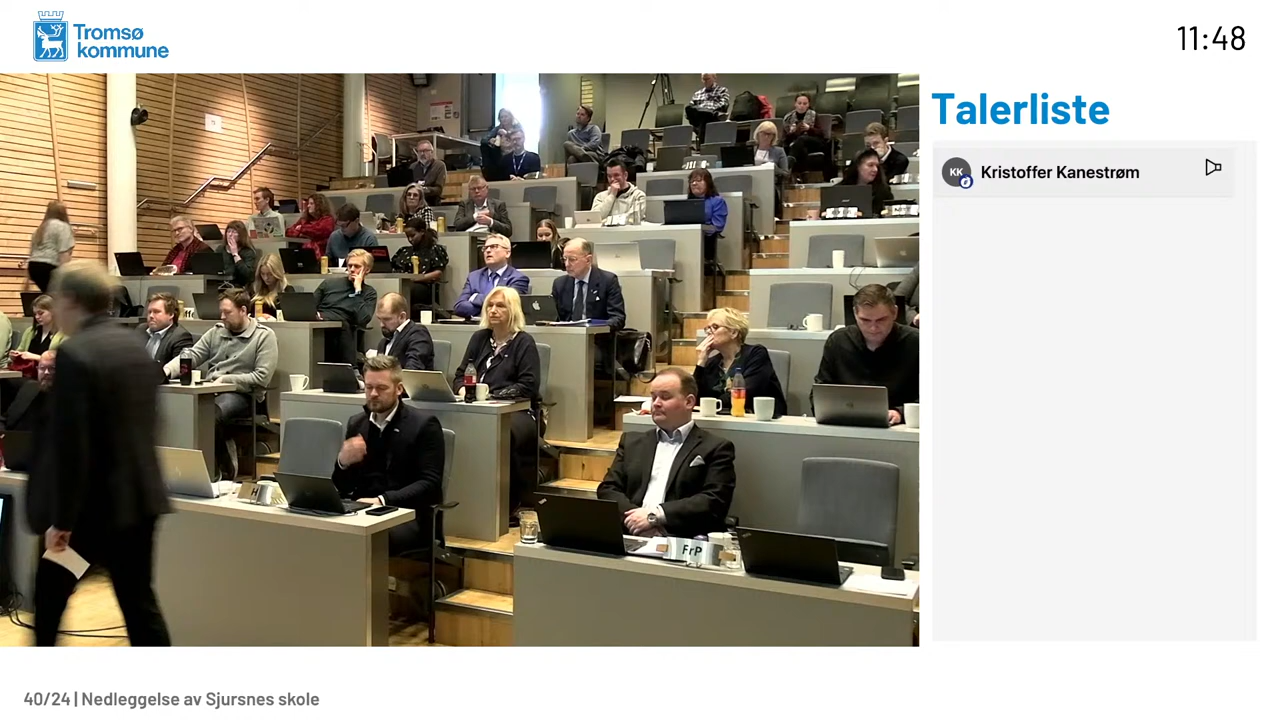 Tromsø
kommune
11:48
Talerliste
KK
Kristoffer Kanestrøm
H
FrP
40/24 | Nedleggelse av Sjursnes skole